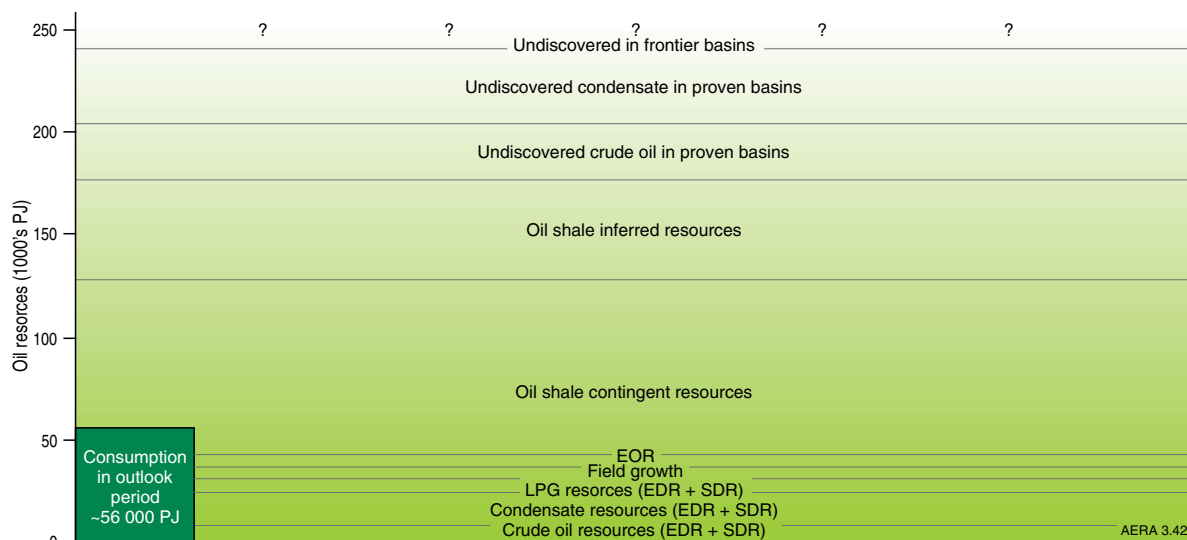 250
? ? ? ? ?
Undiscovered in frontier basins
Undiscovered condensate in proven basins
200
Undiscovered crude oil in proven basins
Oil resorces (1000's PJ)
150
Oil shale inferred resources
100
Oil shale contingent resources
50
Consumption
in outlook
period
~56 000 PJ
EOR
Field growth
LPG resorces (EDR + SDR)
Condensate resources (EDR + SDR)
Crude oil resources (EDR + SDR)
AERA 3.42
0